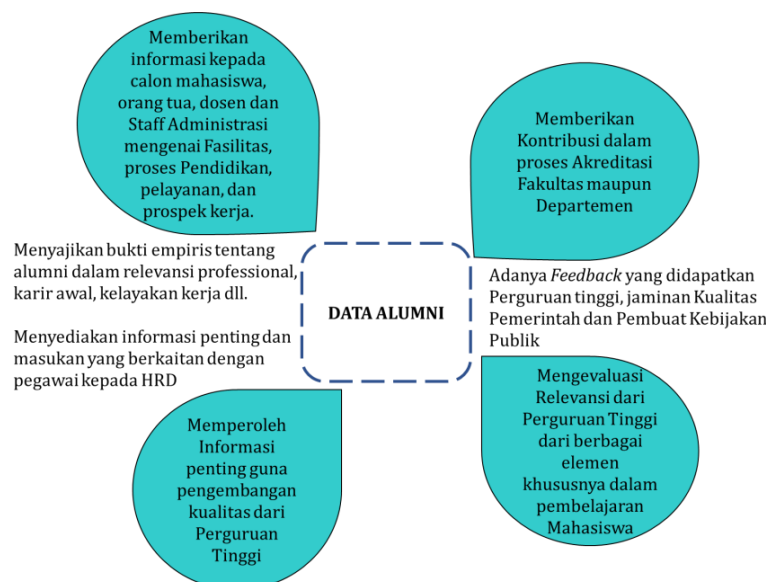 Memberikan
informasi kepada
calon mahasiswa,
orang tua, dosen dan
Staff Administrasi
mengenai Fasilitas,
proses Pendidikan,
pelayanan, dan
prospek kerja.
Memberikan
Kontribusi dalam
proses Akreditasi
Fakultas maupun
Departemen
Menyajikan bukti empiris tentang
alumni dalam relevansi professional,
karir awal, kelayakan kerja dll.
Menyediakan informasi penting dan
masukan yang berkaitan dengan
pegawai kepada HRD
DATA ALUMNI
Adanya Feedback yang didapatkan
Perguruan tinggi, jaminan Kualitas
Pemerintah dan Pembuat Kebijakan
Publik
Memperoleh
Informasi
penting guna
pengembangan
kualitas dari
Perguruan
Tinggi
Mengevaluasi
Relevansi dari
Perguruan Tinggi
dari berbagai
elemen
khususnya dalam
pembelajaran
Mahasiswa